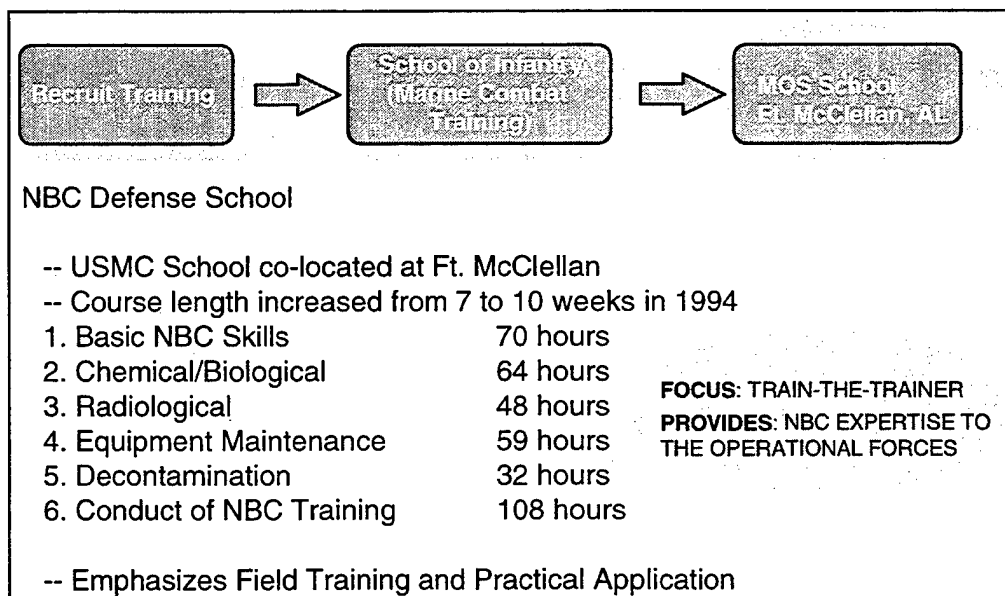 Recruit Training
School of Infantry
(Marine Combat
Training)
MOS School
Ft. McClellan, AL
NBC Defense School
-- USMC School co-located at Ft. McClellan
-- Course length increased from 7 to 10 weeks in 1994
1. Basic NBC Skills 70 hours
2. Chemical/Biological 64 hours
3. Radiological 48 hours
4. Equipment Maintenance 59 hours
5. Decontamination 32 hours
6. Conduct of NBC Training 108 hours
FOCUS: TRAIN-THE-TRAINER
PROVIDES: NBC EXPERTISE TO
THE OPERATIONAL FORCES
-- Emphasizes Field Training and Practical Application